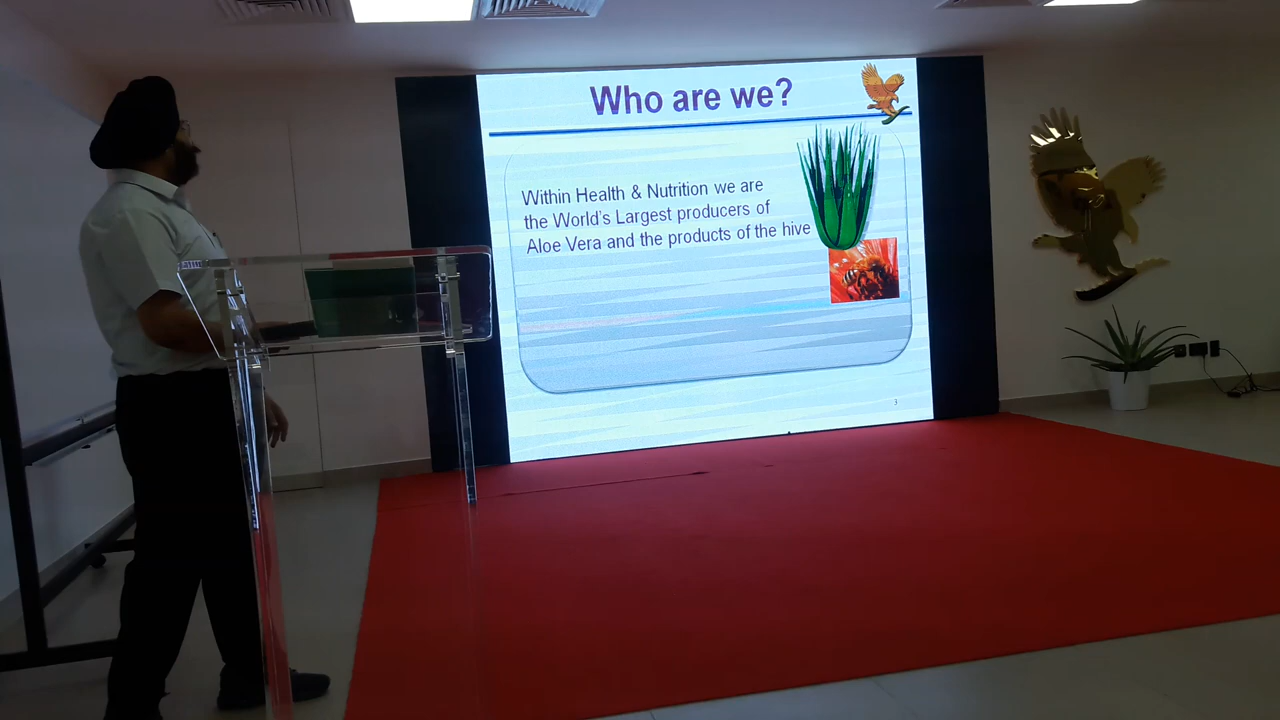 Who are we?
Within Health & Nutrition we are
the World's Largest producers of
Aloe Vera and the products of the hive
3